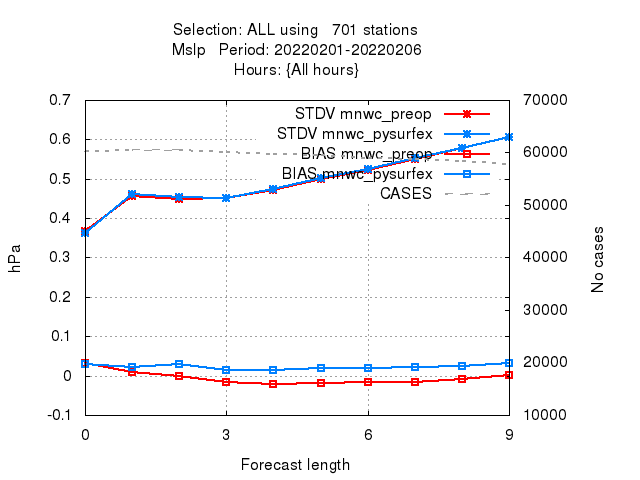 Selection: ALL using   701 stations
Mslp   Period: 20220201-20220206
Hours: {All hours}
0.7
0.6
0.5
0.4
0.3
0.2
0.1
0
-0.1
hPa
STDV mnwc_preop
STDV mnwc_pysurfex
BIAS mnwc_preop
BIAS mnwc_pysurfex
CASES
70000
60000
50000
40000
30000
20000
10000
No cases
0
3
6
9
Forecast length